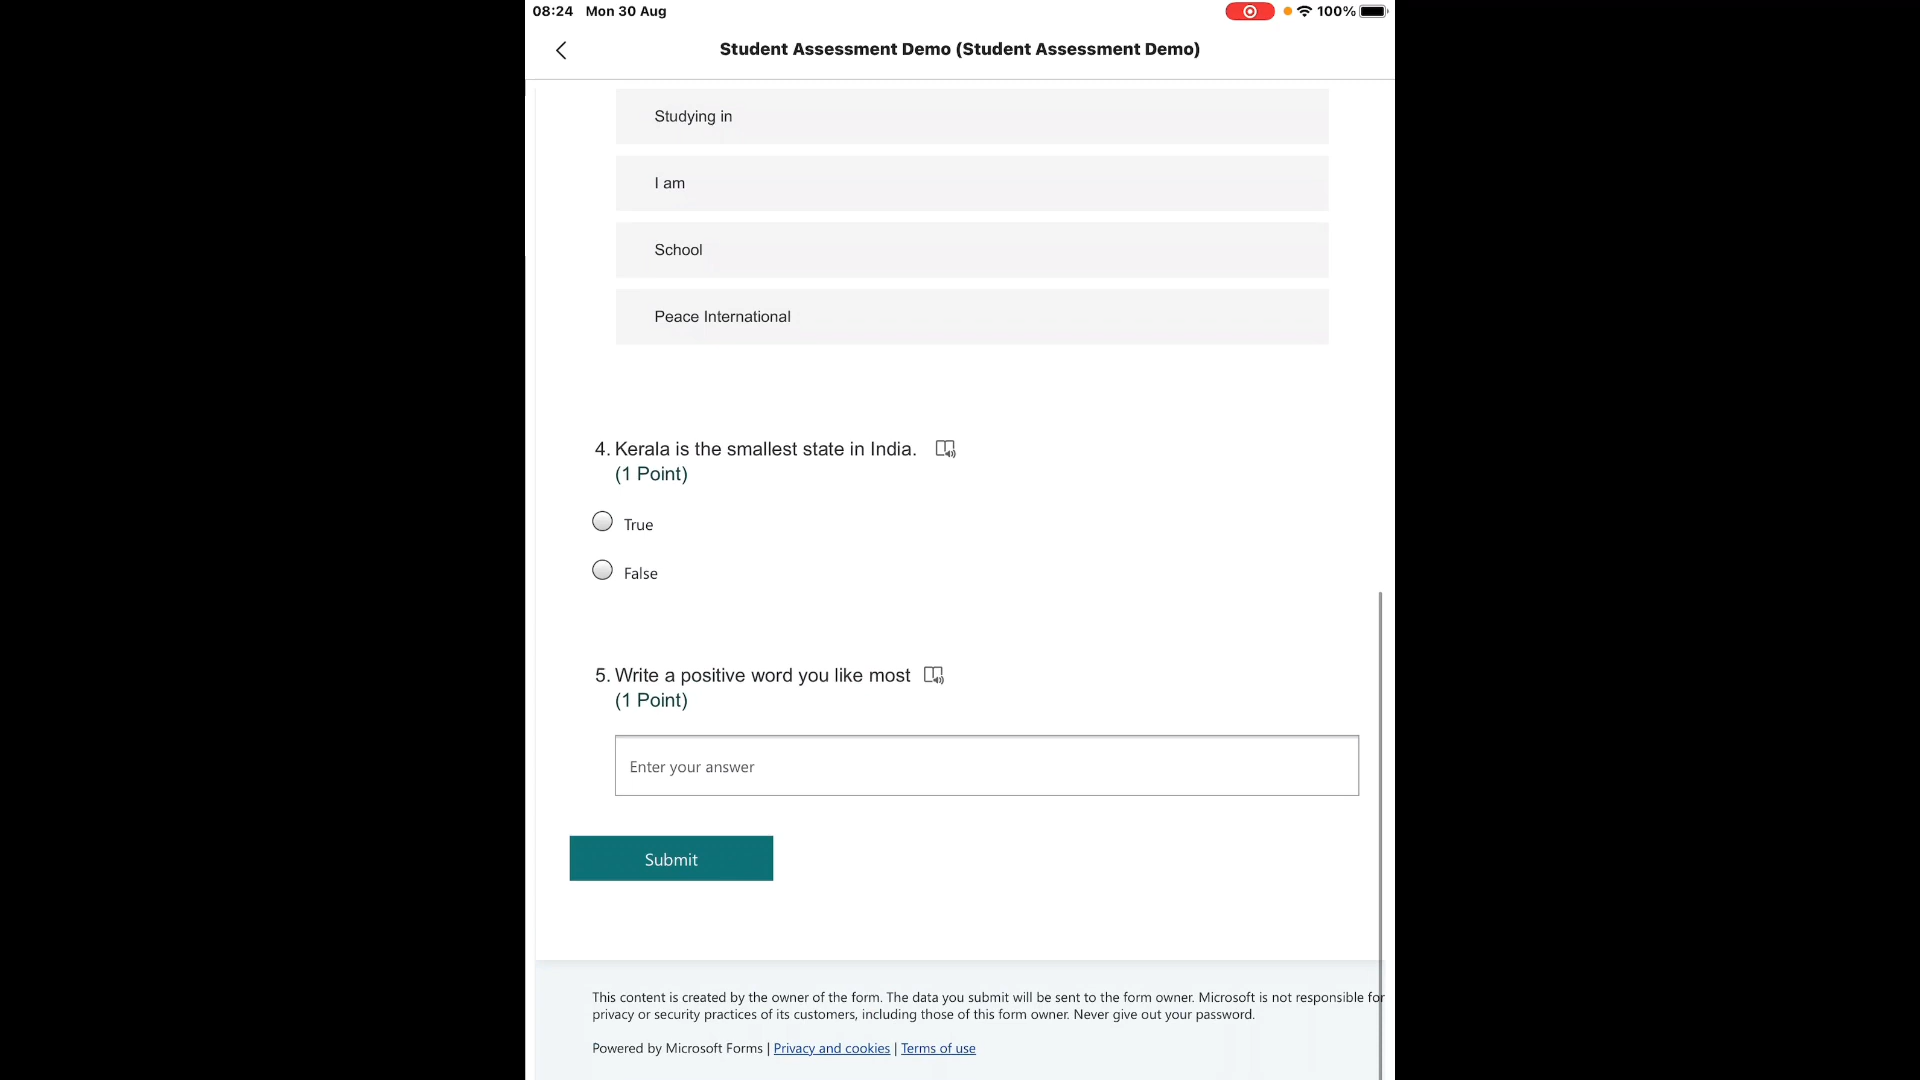 08:24 Mon 30 Aug 100%
Student Assessment Demo (Student Assessment Demo)
Studying in
I am
School
Peace International
4. Kerala is the smallest state in India.
(1 Point)
True
False
5. Write a positive word you like most
(1 Point)
Enter your answer
Submit
This content is created by the owner of the form. The data you submit will be sent to the form owner. Microsoft is not responsible for
privacy or security practices of its customers, including those of this form owner. Never give out your password.
Powered by Microsoft Forms | Privacy and cookies | Terms of use